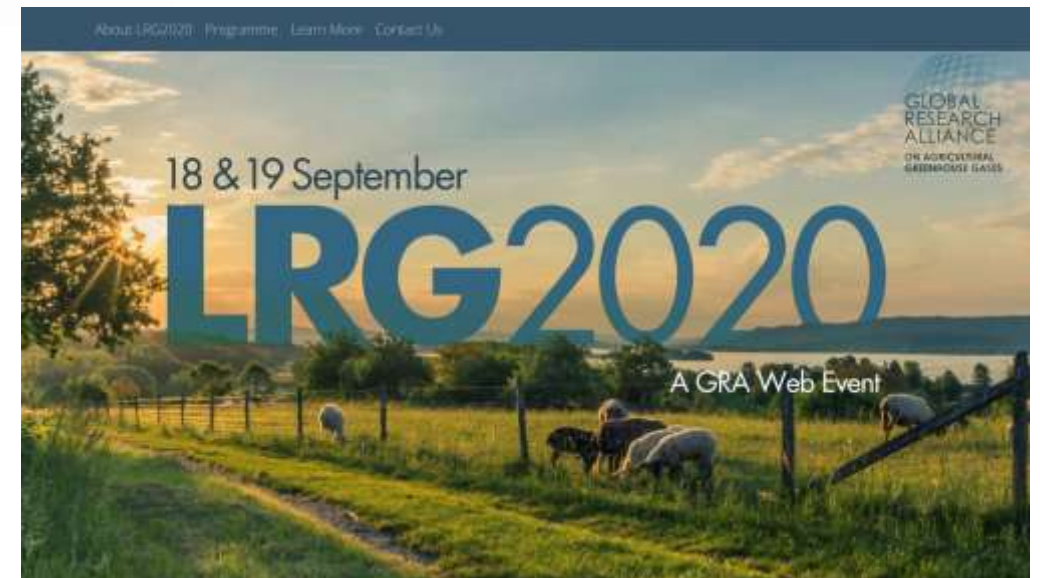 About LRG2020 Programme Learn More Contact Us
GLOBAL
RESEARCH
ALLIANCE
ON AGRICULTURAL
GREENHOUSE GASES
18 & 19 September
LRG2020
A GRA Web Event